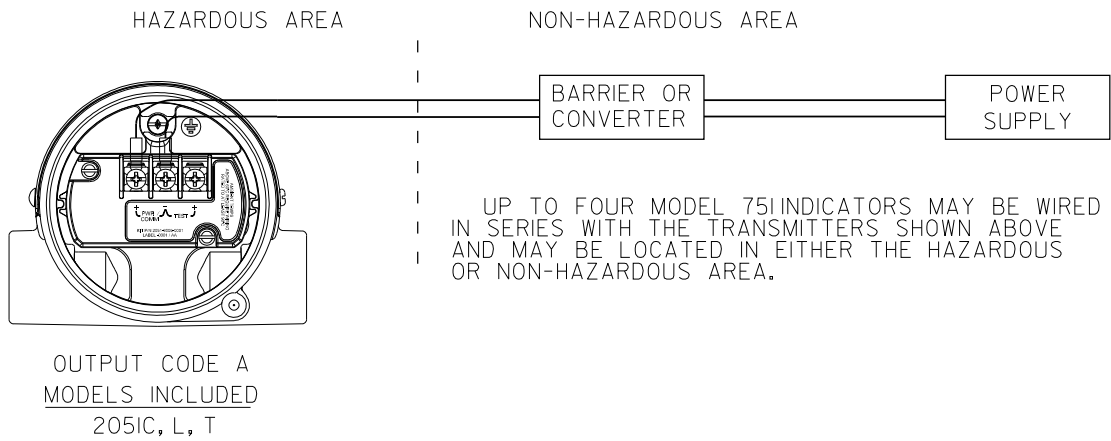 HAZARDOUS AREA
NON-HAZARDOUS AREA
BARRIER OR
CONVERTER
POWER
SUPPLY
PWR
COMM
TEST
UP TO FOUR MODEL 751 INDICATORS MAY BE WIRED
IN SERIES WITH THE TRANSMITTERS SHOWN ABOVE
AND MAY BE LOCATED IN EITHER THE HAZARDOUS
OR NON-HAZARDOUS AREA.
OUTPUT CODE A
MODELS INCLUDED
2051C, L, T